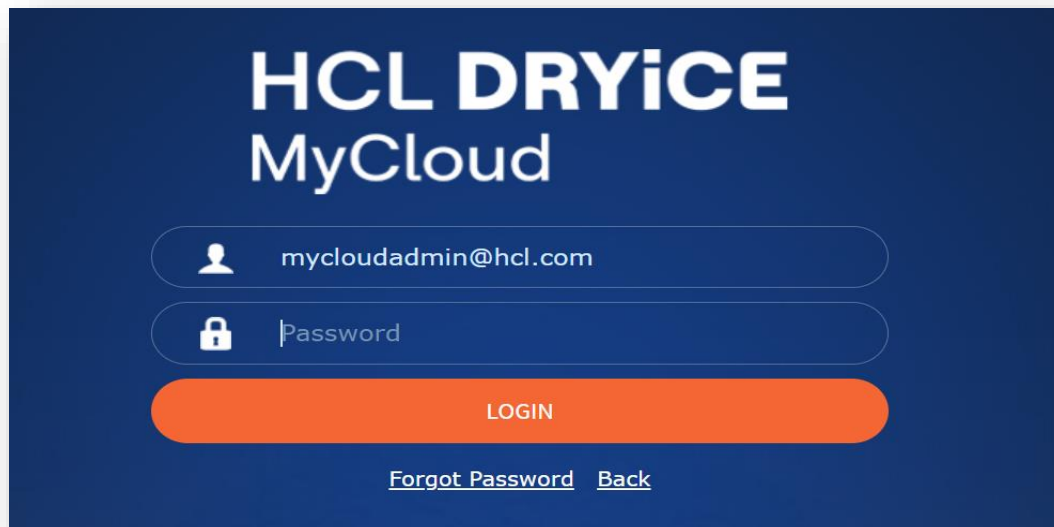 HCL DRYiCE
MyCloud
mycloudadmin@hcl.com
Password
LOGIN
Forgot Password Back